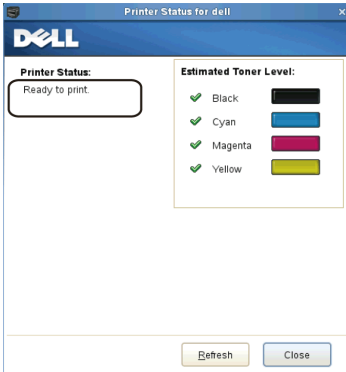 Printer Status for dell
DELL
Printer Status:
Ready to print.
Estimated Toner Level:
Black
Cyan
Magenta
Yellow
Refresh
Close